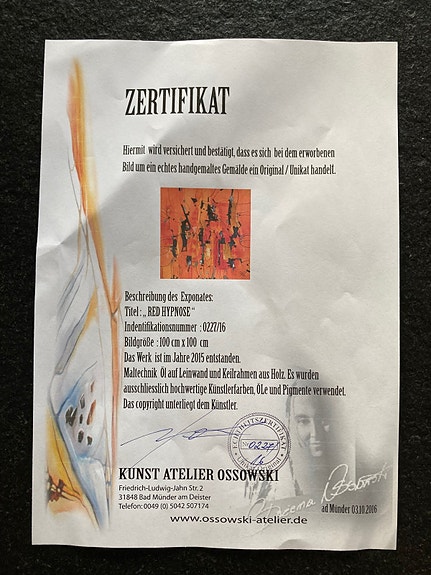 ZERTIFIKAT
Hiermit wird versichert und bestätigt, dass es sich bei dem erworbenen
Bild um ein echtes handgemaltes Gemälde ein Original / Unikat handelt.
Beschreibung des Exponates:
Titel : „ RED HYPNOSE “
Indentifikationsnummer : 0227/16
Bildgröße : 100 cm x 100 cm
Das Werk ist im Jahre 2015 entstanden.
Maltechnik Öl auf Leinwand und Keilrahmen aus Holz. Es wurden
ausschliesslich hochwertige Künstlerfarben, ÖLe und Pigmente verwendet.
Das copyright unterliegt dem Künstler.
ECHTHEITSZERTIFIKAT
0227/
16
KUNST ATELIER OSSOWSKI
Friedrich-Ludwig-Jahn Str. 2
31848 Bad Münder am Deister
Telefon: 0049 (0) 5042 507174
www.ossowski-atelier.de
ad Münder 03.10.2016